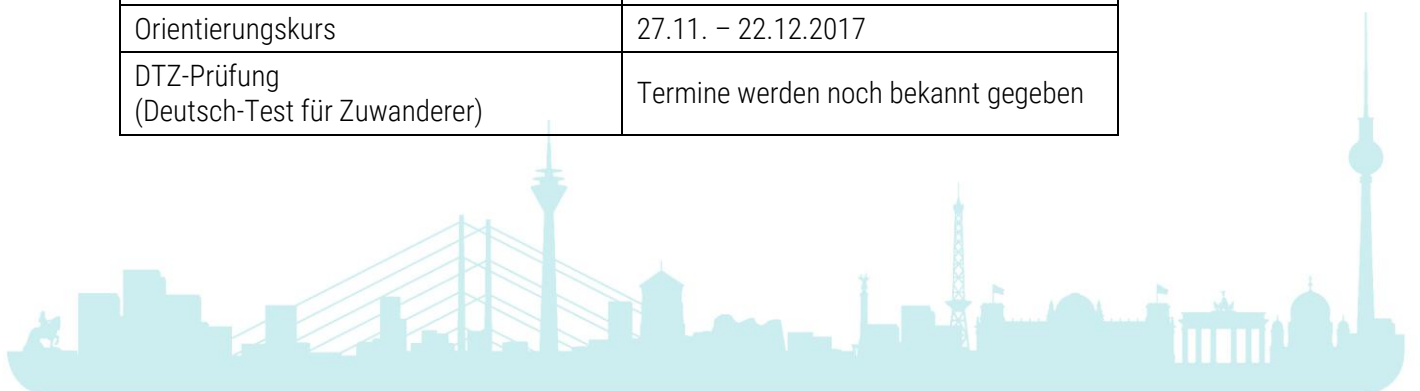 Orientierungskurs
27.11. – 22.12.2017
DTZ-Prüfung
(Deutsch-Test für Zuwanderer)
Termine werden noch bekannt gegeben